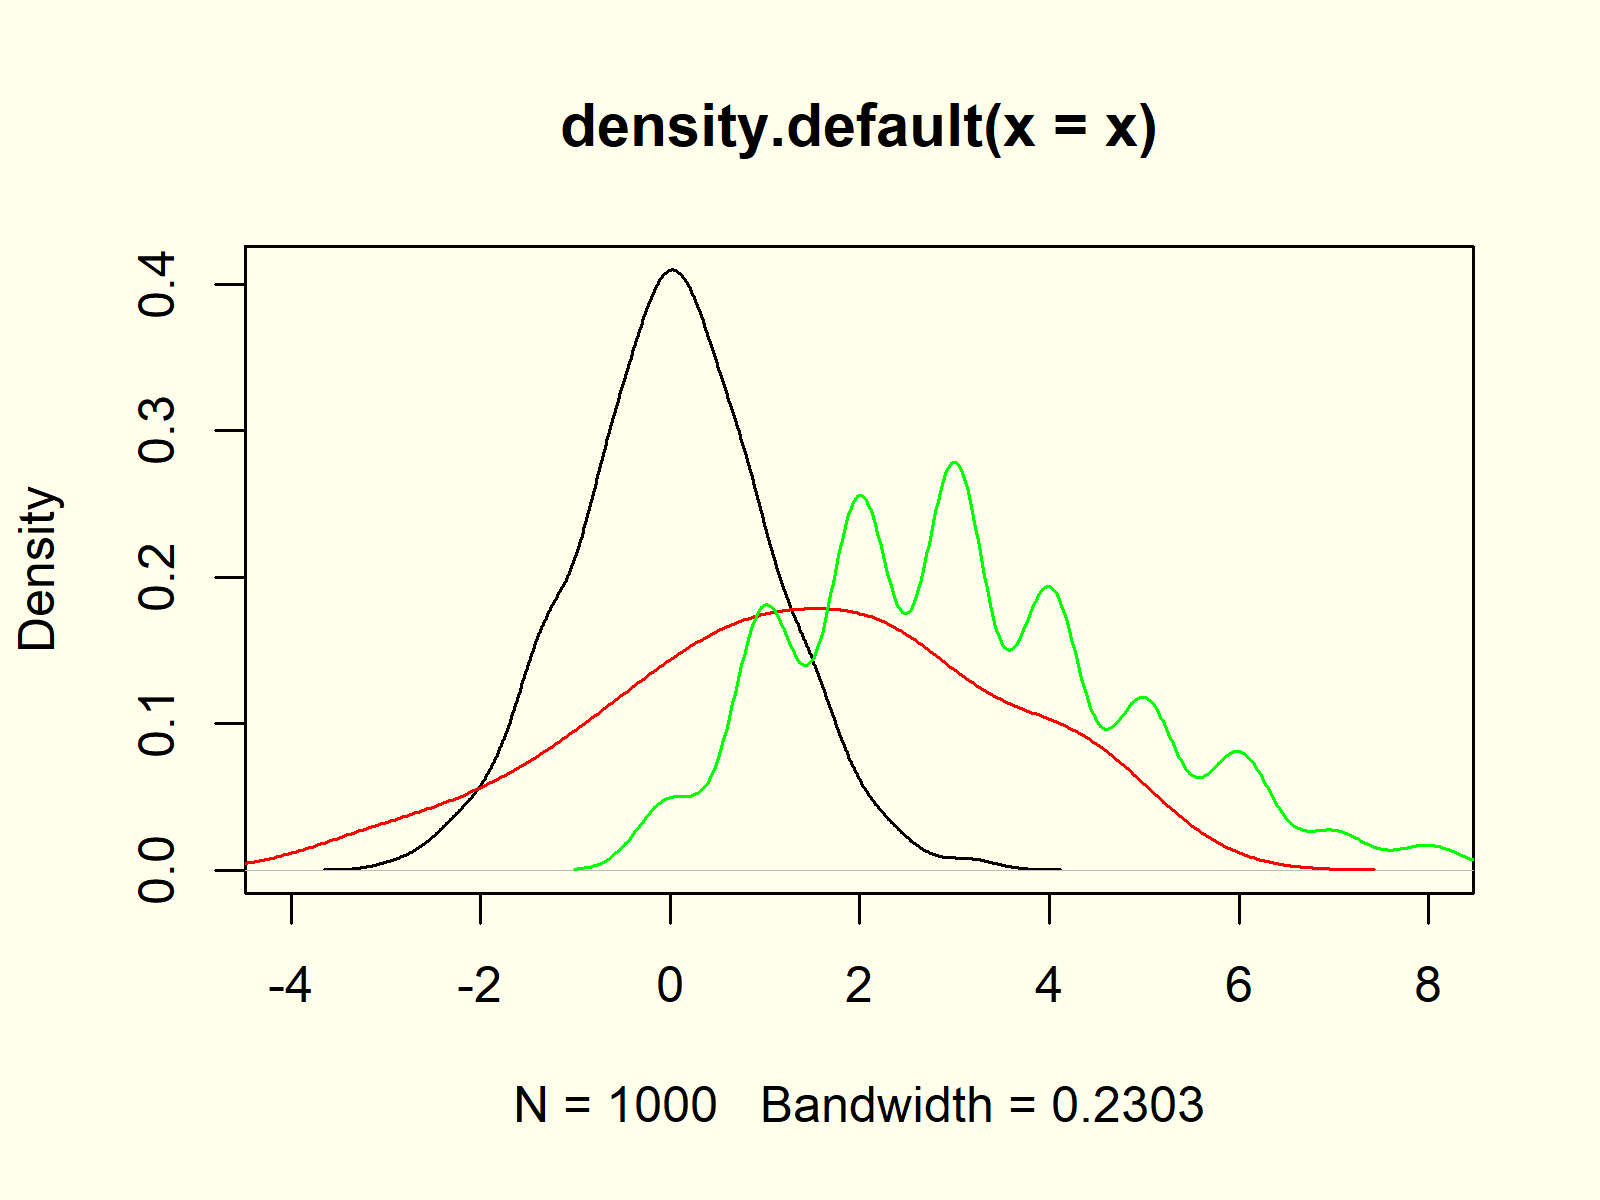 density.default(x = x)
Density
0.4
0.3
0.2
0.1
0.0
-4 -2 0 2 4 6 8
N = 1000 Bandwidth = 0.2303